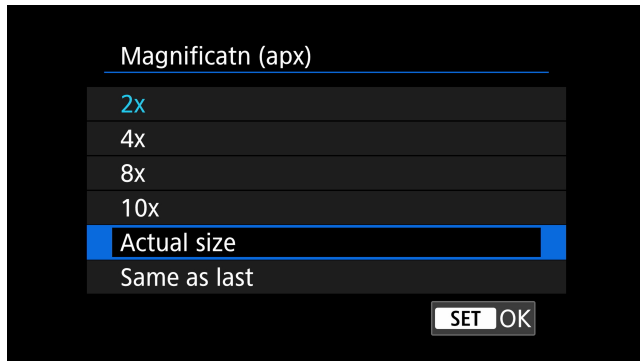 Magnificatn (apx)
2x
4x
8x
10x
Actual size
Same as last
SET OK